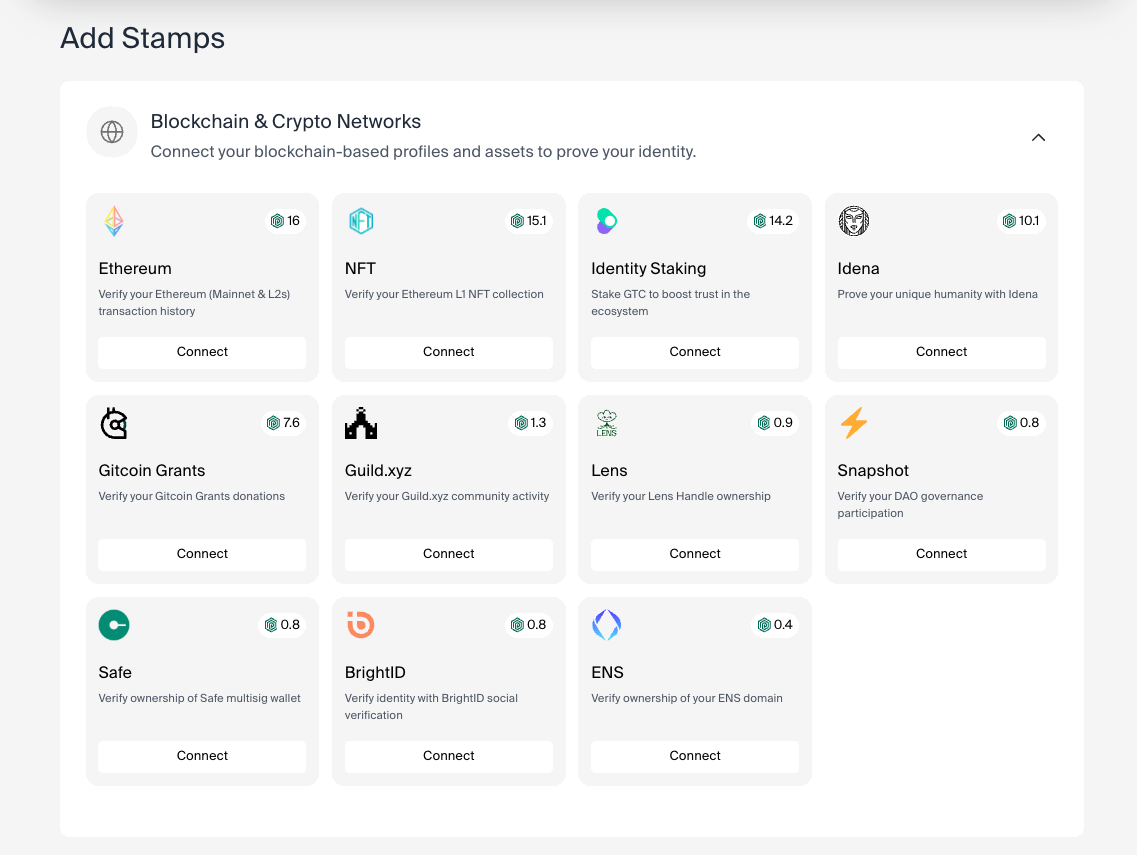 Add Stamps
Blockchain & Crypto Networks
Connect your blockchain-based profiles and assets to prove your identity.
16
Ethereum
Verify your Ethereum (Mainnet & L2s)
transaction history
Connect
NFT
15.1
NFT
Verify your Ethereum L1 NFT collection
Connect
14.2
Identity Staking
Stake GTC to boost trust in the
ecosystem
Connect
10.1
Idena
Prove your unique humanity with Idena
Connect
7.6
Gitcoin Grants
Verify your Gitcoin Grants donations
Connect
1.3
Guild.xyz
Verify your Guild.xyz community activity
Connect
LENS
0.9
Lens
Verify your Lens Handle ownership
Connect
0.8
Snapshot
Verify your DAO governance
participation
Connect
0.8
Safe
Verify ownership of Safe multisig wallet
Connect
0.8
BrightID
Verify identity with BrightID social
verification
Connect
0.4
ENS
Verify ownership of your ENS domain
Connect